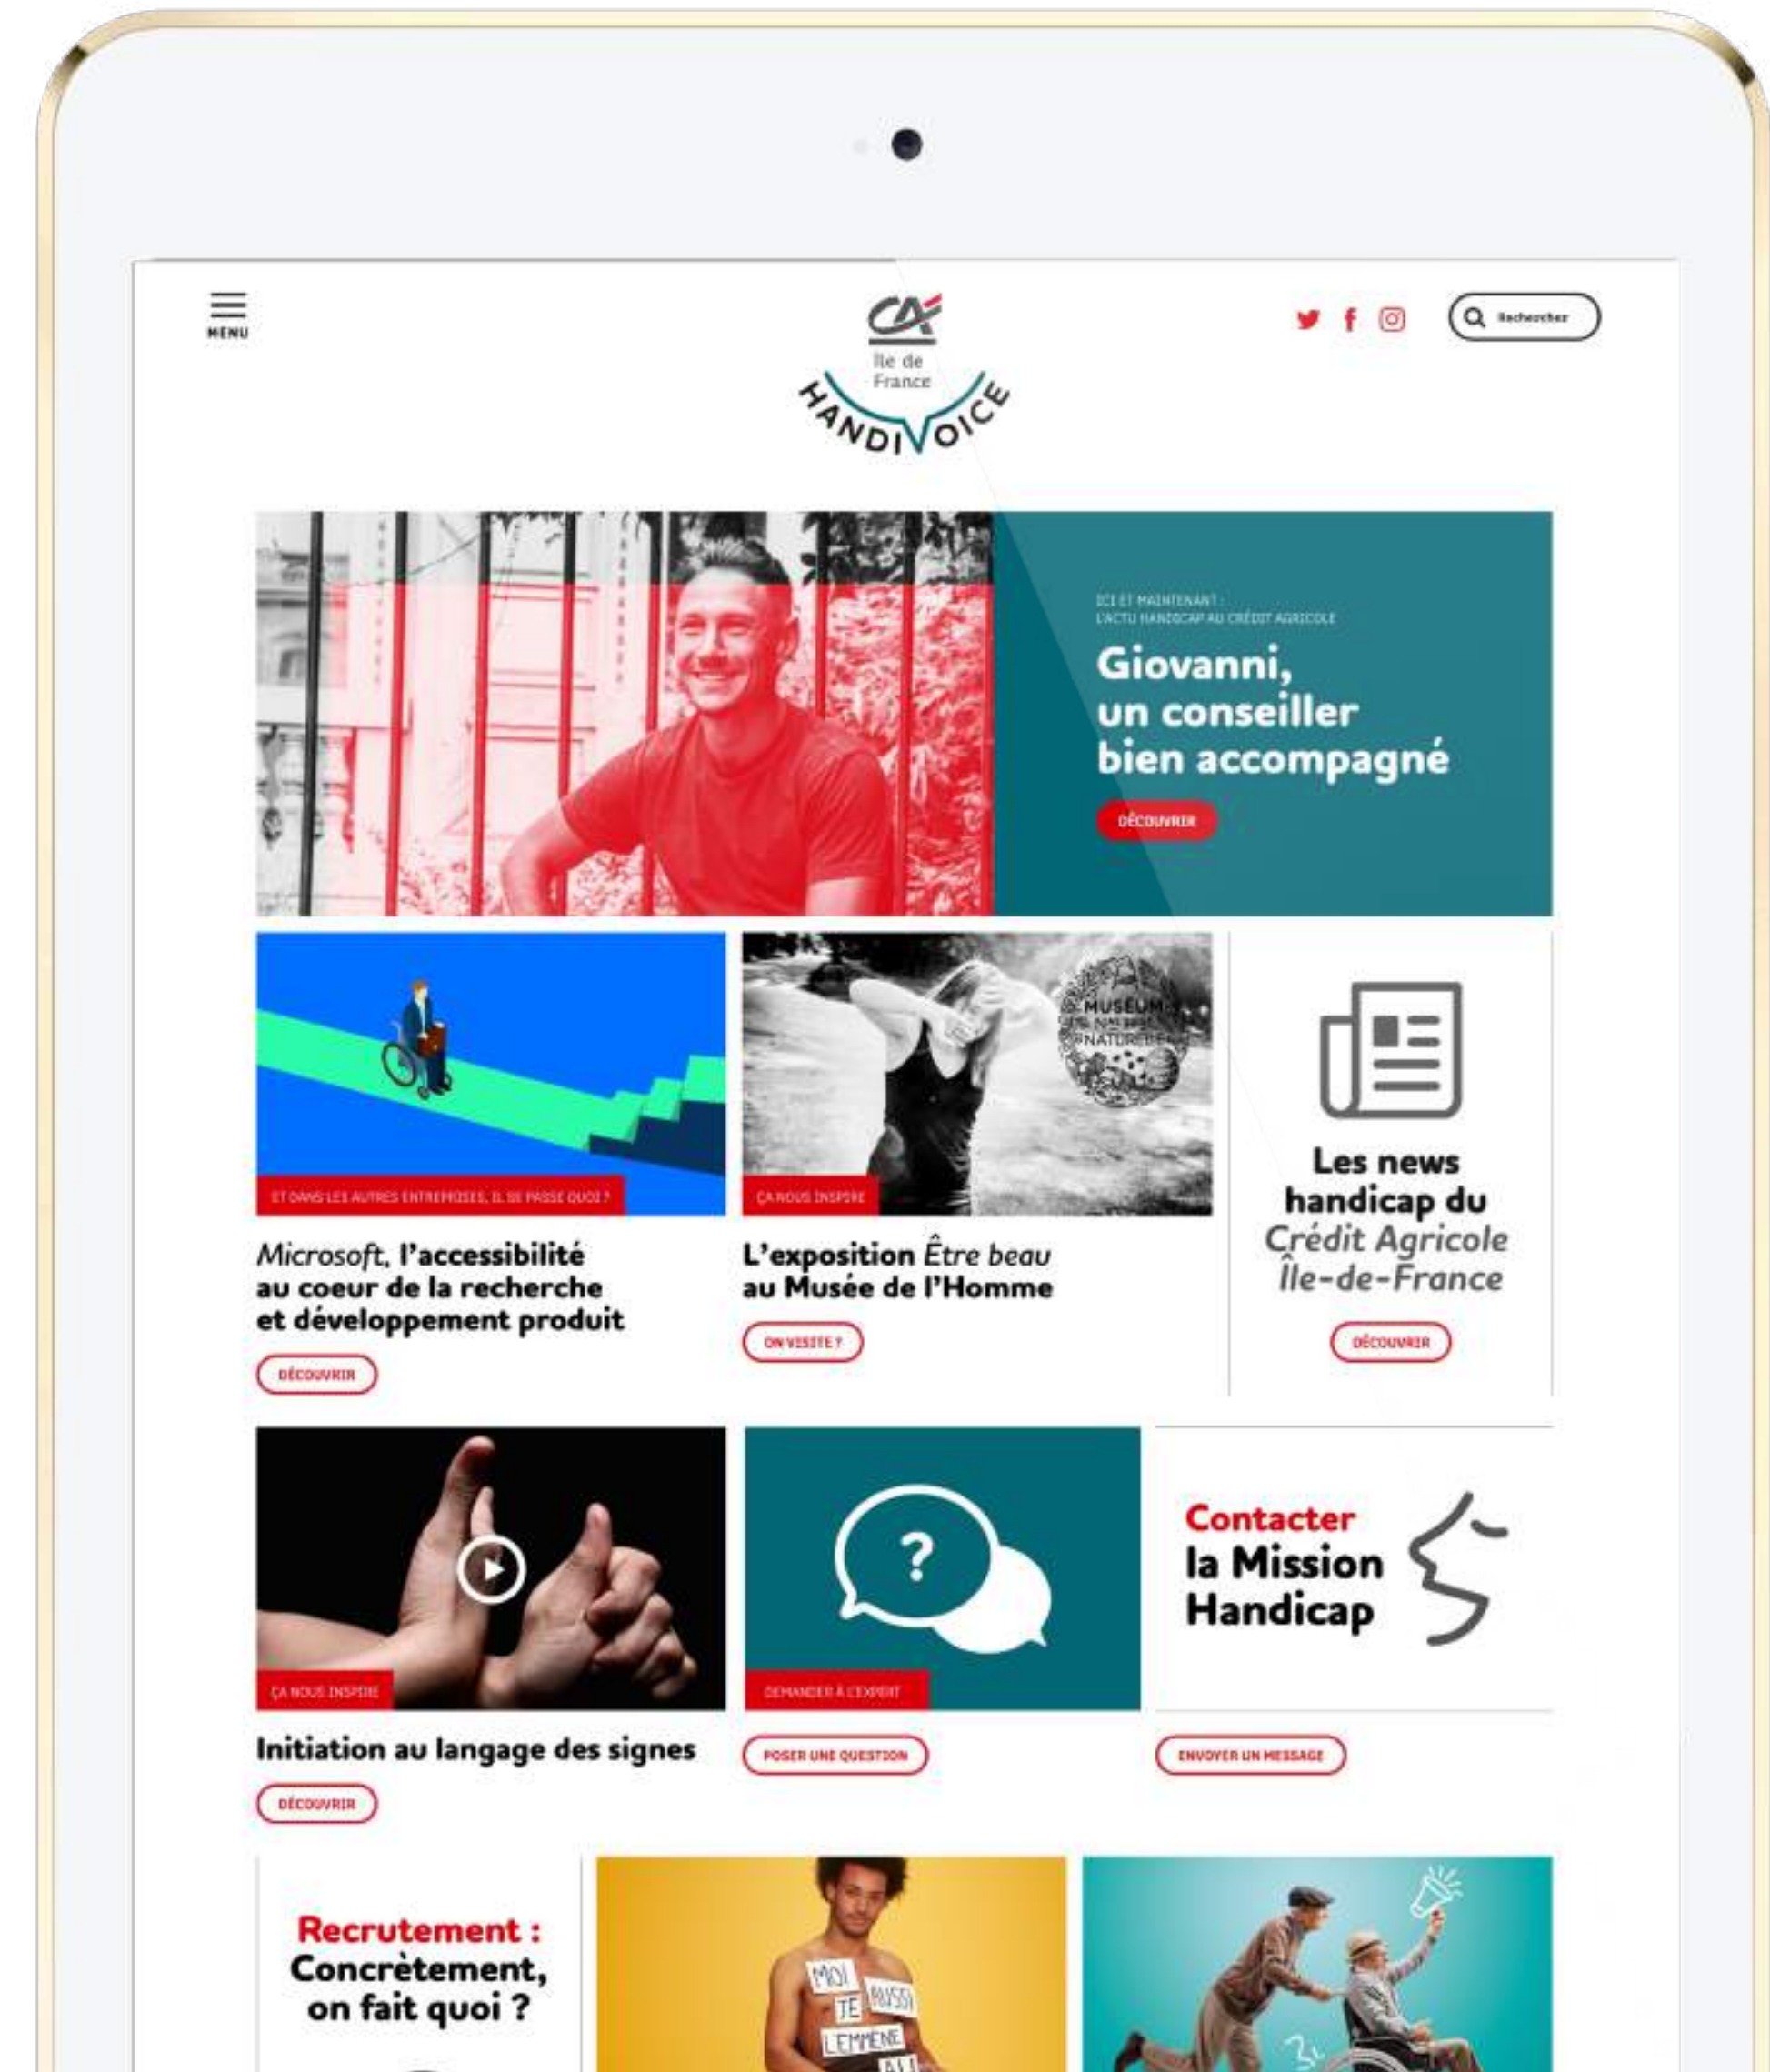 MENU
CA
Île de
France
HANDIVOICE
Rechercher
ICI ET MAINTENANT :
L'ACTU HANDICAP AU CRÉDIT AGRICOLE
Giovanni,
un conseiller
bien accompagné
DÉCOUVRIR
ET DANS LES AUTRES ENTREPRISES, IL SE PASSE QUOI ?
Microsoft, l'accessibilité
au coeur de la recherche
et développement produit
DÉCOUVRIR
MUSÉUM
ÇA NOUS INSPIRE
L'exposition Être beau
au Musée de l'Homme
ON VISITE ?
Les news
handicap du
Crédit Agricole
Île-de-France
DÉCOUVRIR
ÇA NOUS INSPIRE
Initiation au langage des signes
DÉCOUVRIR
?
DEMANDER À L'EXPERT
POSER UNE QUESTION
Contacter
la Mission
Handicap
ENVOYER UN MESSAGE
Recrutement :
Concrètement,
on fait quoi ?
MOI
AUSSI
JE
L'EMMÈNE
AU